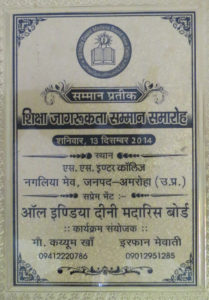 सम्मान प्रतीक
शिक्षा जागरूकता सम्मान समारोह
शनिवार, 13 दिसम्बर 2014
स्थान
एस. एस. इण्टर कॉलिज
नगलिया मेव, जनपद-अमरोहा (उ.प्र.)
सप्रेम भेंट :-
ऑल इण्डिया दीनी मदारिस बोर्ड
:: कार्यक्रम संयोजक ::
मौ. कय्यूम खाँ इरफान मेवाती
09412220786 09012951285